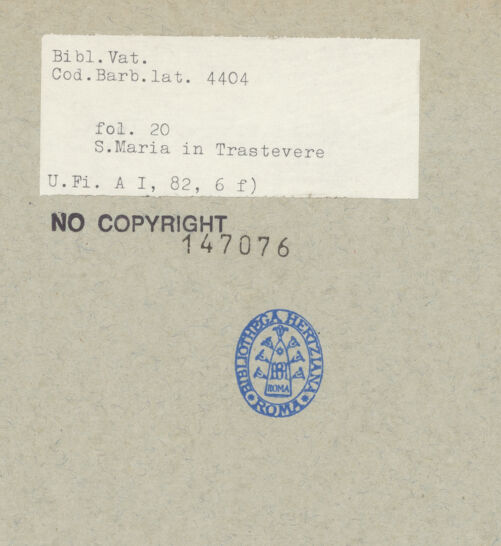 Bibl.Vat.
Cod.Barb.lat. 4404
fol. 20
S.Maria in Trastevere
U.Fi. A I, 82, 6 f)
NO COPYRIGHT
147076
BIBLIOTHECA HERTZIANA
ROMA
ROMA